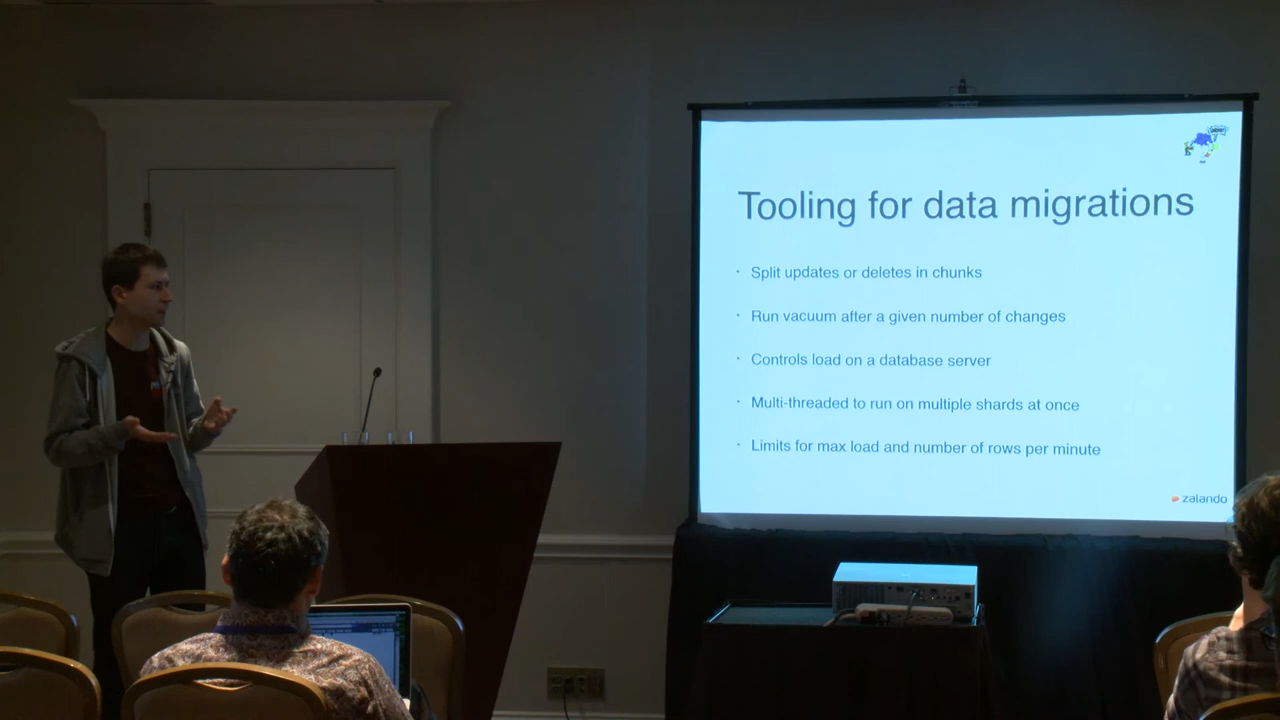 Tooling for data migrations
· Split updates or deletes in chunks
· Run vacuum after a given number of changes
· Controls load on a database server
· Multi-threaded to run on multiple shards at once
· Limits for max load and number of rows per minute
zalando